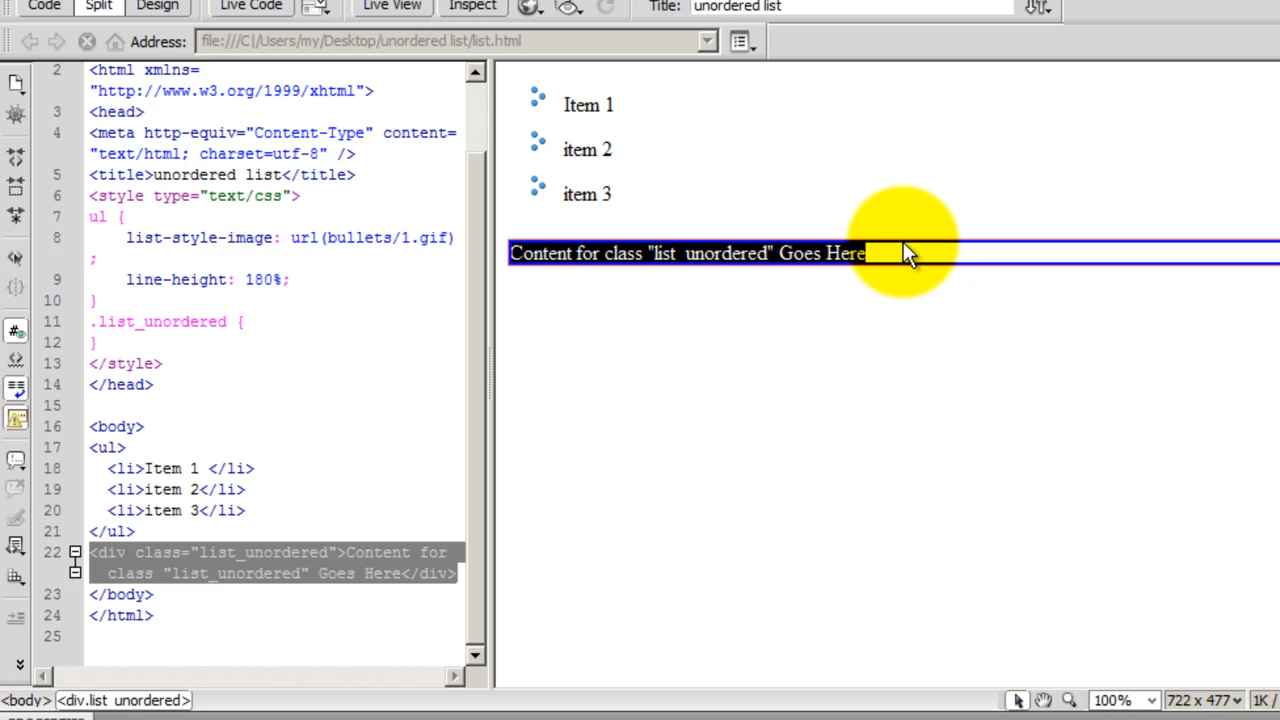 Code Split Design Live Code Live View Inspect Title: unordered list
Address: file:///C|/Users/my/Desktop/unordered list/list.html
2 <html xmlns=
"http://www.w3.org/1999/xhtml">
3 <head>
4 <meta http-equiv="Content-Type" content=
"text/html; charset=utf-8" />
5 <title>unordered list</title>
6 <style type="text/css">
7 ul {
8 list-style-image: url(bullets/1.gif)
;
9 line-height: 180%;
10 }
11 .list_unordered {
12 }
13 </style>
14 </head>
15
16 <body>
17 <ul>
18 <li>Item 1 </li>
19 <li>item 2</li>
20 <li>item 3</li>
21 </ul>
22 <div class="list_unordered">Content for
class "list_unordered" Goes Here</div>
23 </body>
24 </html>
25
Item 1
item 2
item 3
Content for class "list_unordered" Goes Here
<body> <div.list_unordered> 100% 722 x 477 1K /